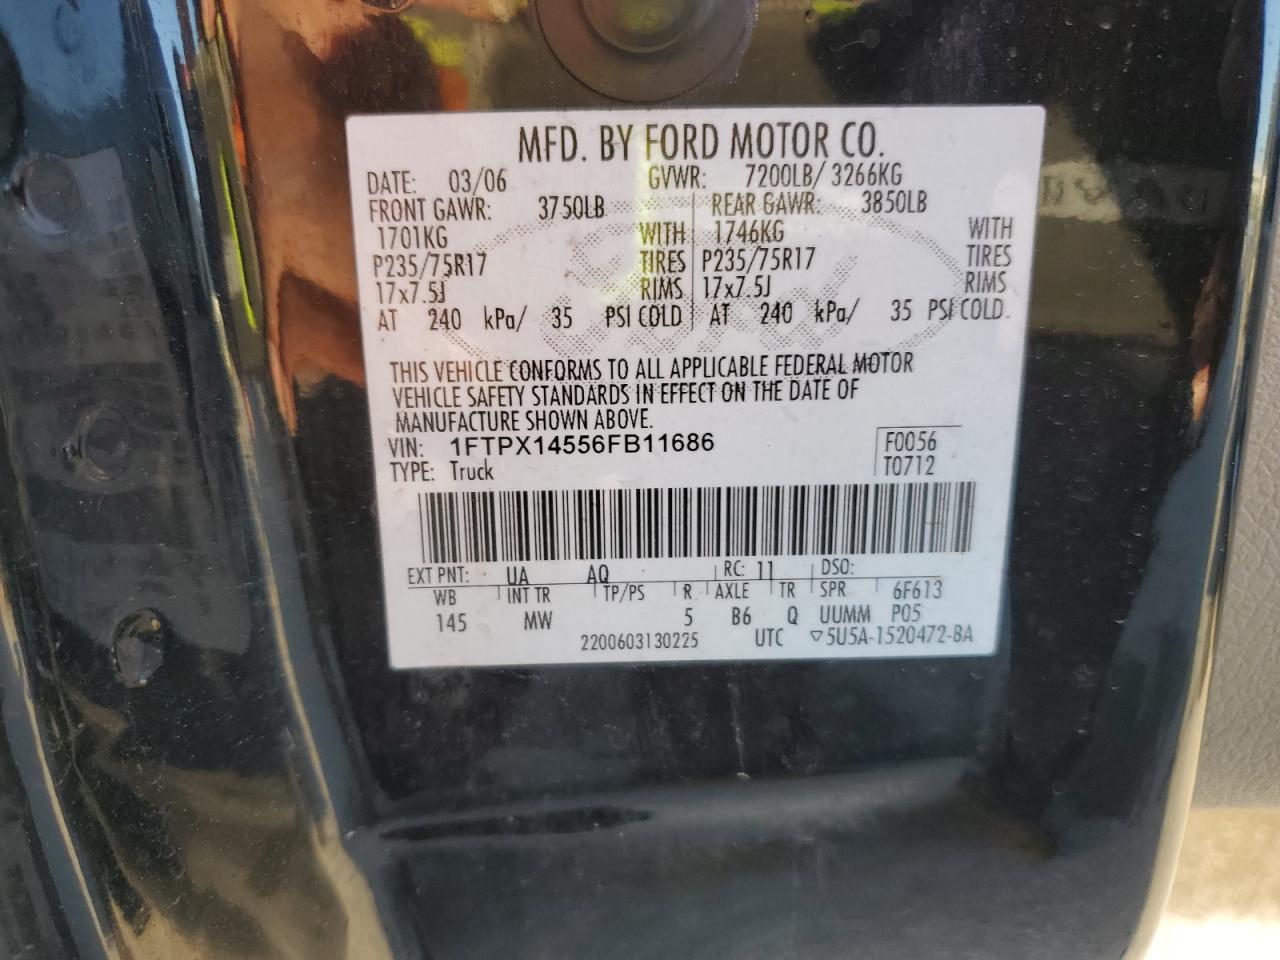 MFD. BY FORD MOTOR CO.
DATE: 03/06 GVWR: 7200LB/ 3266KG
FRONT GAWR: 3750LB REAR GAWR: 3850LB
1701KG WITH 1746KG WITH
P235/75R17 TIRES P235/75R17 TIRES
17x7.5J RIMS 17x7.5J RIMS
AT 240 kPa/ 35 PSI COLD AT 240 kPa/ 35 PSI COLD.
THIS VEHICLE CONFORMS TO ALL APPLICABLE FEDERAL MOTOR
VEHICLE SAFETY STANDARDS IN EFFECT ON THE DATE OF
MANUFACTURE SHOWN ABOVE.
VIN: 1FTPX14556FB11686 F0056
TYPE: Truck T0712
EXT PNT: UA AQ RC: 11 DSO:
WB INT TR TP/PS R AXLE TR SPR 6F613
145 MW 5 B6 Q UUMM P05
2200603130225 UTC ▽5U5A-1520472-BA